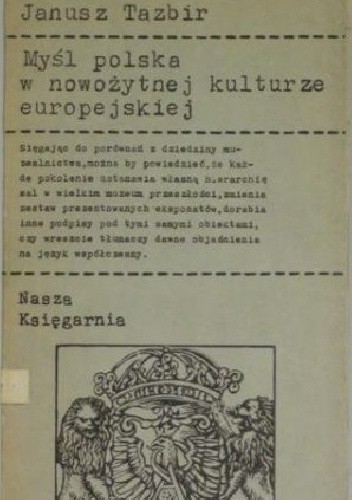 Janusz Tazbir
Myśl polska
w nowożytnej kulturze
europejskiej
Sięgając do porównań z dziedziny mu-
zealnictwa,można by powiedzieć,że każ-
de pokolenie ustanawia własną hierarchię
sal w wielkim muzeum przeszłości,zmienia
zestaw prezentowanych eksponatów,dorabia
inne podpisy pod tymi samymi obiektami,
czy wreszcie tłumaczy dawne objaśnienia
na język współczesny.
Nasza
Księgarnia